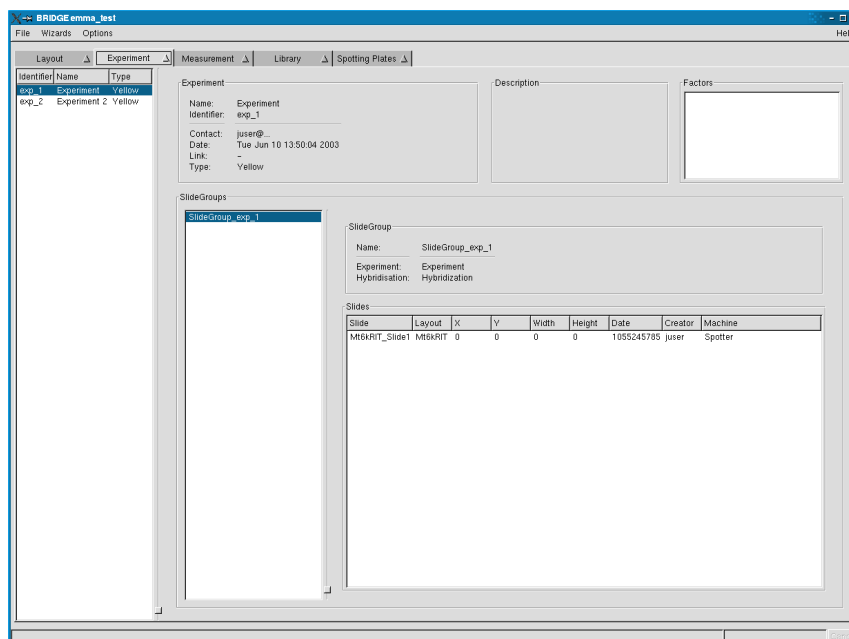 BRIDGE emma_test
File Wizards Options Hel
Layout Experiment Measurement Library Spotting Plates
Identifier Name Type
exp_1 Experiment Yellow
exp_2 Experiment 2 Yellow
Experiment
Name: Experiment
Identifier: exp_1
Contact: juser@...
Date: Tue Jun 10 13:50:04 2003
Link: -
Type: Yellow
Description
Factors
SlideGroups
SlideGroup_exp_1
SlideGroup
Name: SlideGroup_exp_1
Experiment: Experiment
Hybridisation: Hybridization
Slides
Slide Layout X Y Width Height Date Creator Machine
Mt6kRIT_Slide1 Mt6kRIT 0 0 0 0 1055245785 juser Spotter